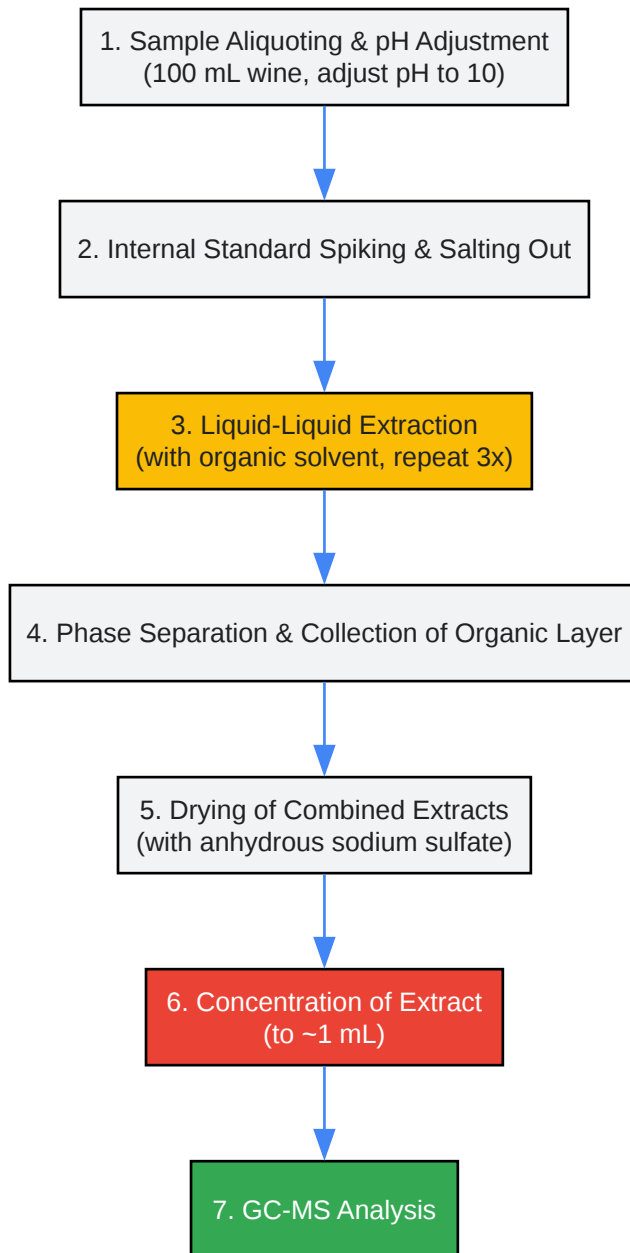 1. Sample Aliquoting & pH Adjustment
(100 mL wine, adjust pH to 10)
2. Internal Standard Spiking & Salting Out
3. Liquid-Liquid Extraction
(with organic solvent, repeat 3x)
4. Phase Separation & Collection of Organic Layer
5. Drying of Combined Extracts
(with anhydrous sodium sulfate)
6. Concentration of Extract
(to ~1 mL)
7. GC-MS Analysis